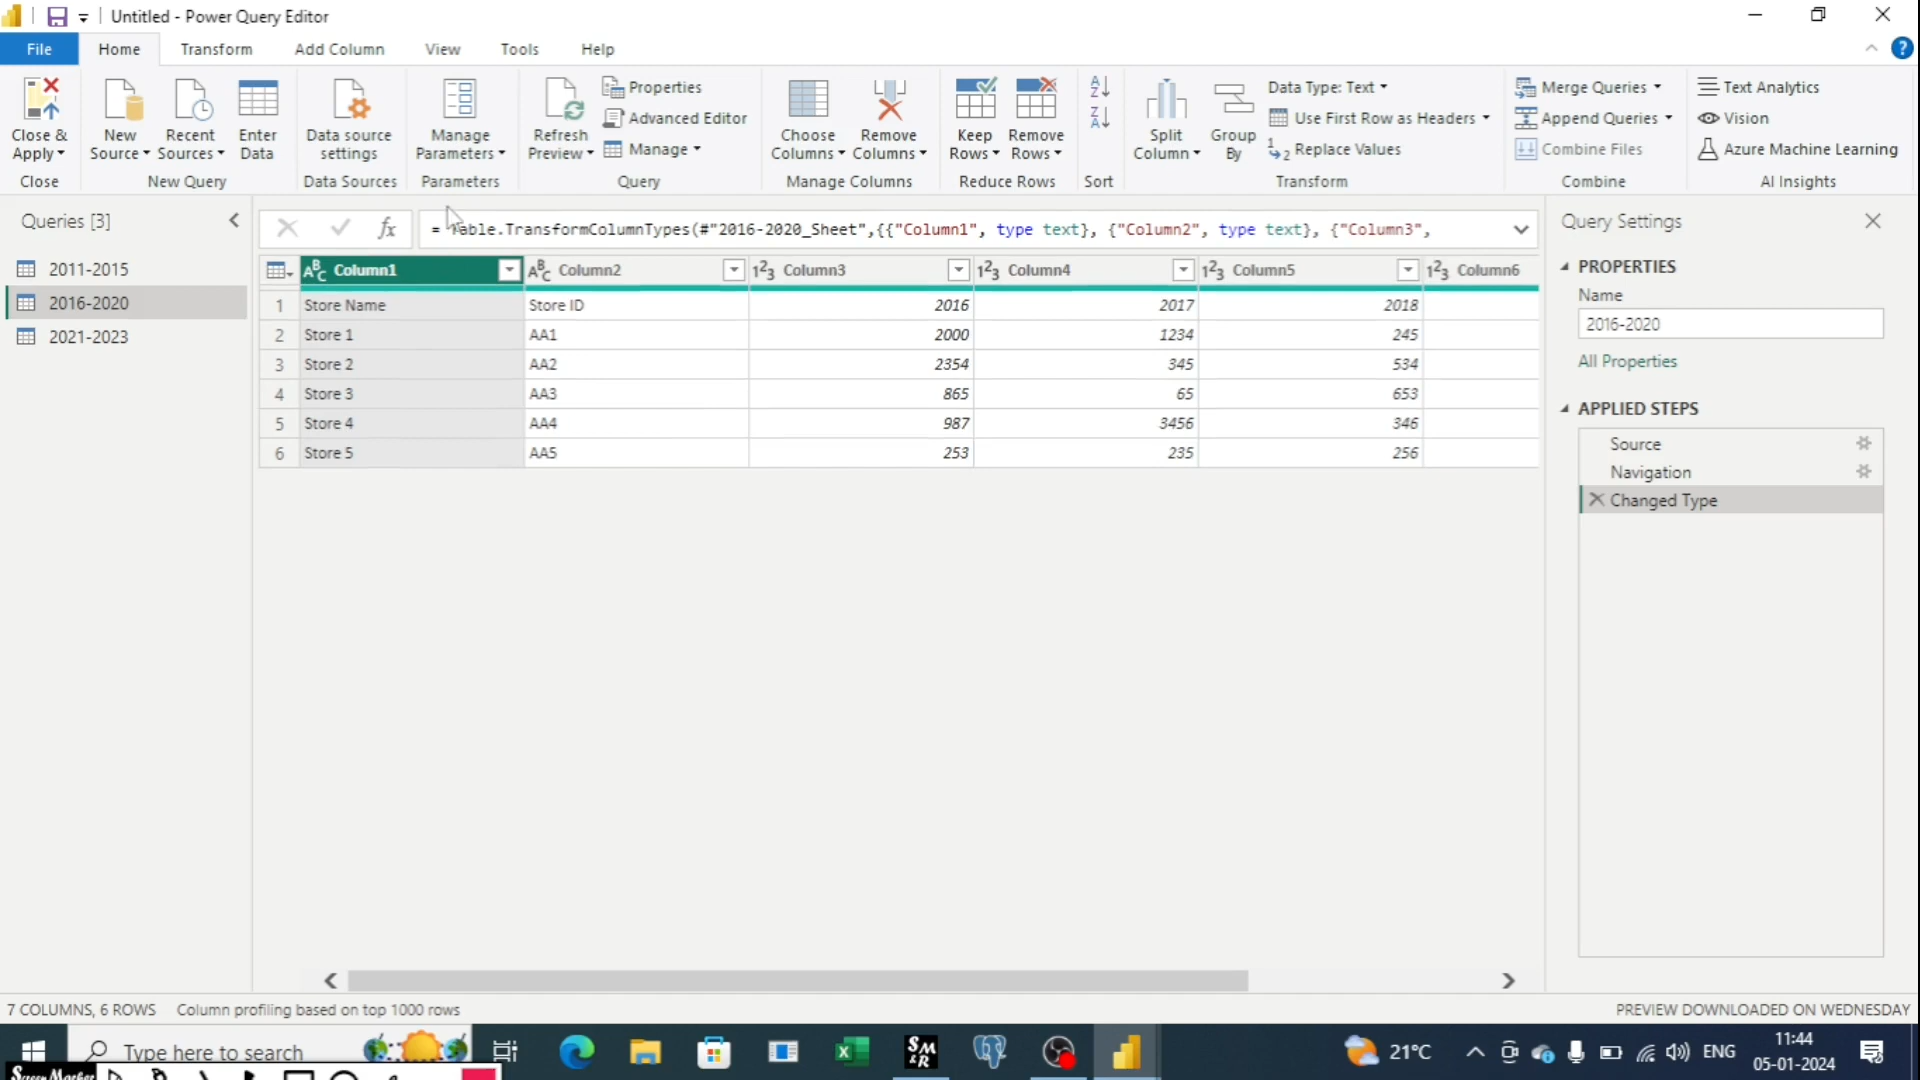 Untitled - Power Query Editor
File Home Transform Add Column View Tools Help
Close & Apply
New Source
Recent Sources
Enter Data
Data source settings
Manage Parameters
Refresh Preview
Properties
Advanced Editor
Manage
Choose Columns
Remove Columns
Keep Rows
Remove Rows
Split Column
Group By
Data Type: Text
Use First Row as Headers
Replace Values
Merge Queries
Append Queries
Combine Files
Text Analytics
Vision
Azure Machine Learning
Close New Query Data Sources Parameters Query Manage Columns Reduce Rows Sort Transform Combine AI Insights
Queries [3]
2011-2015
2016-2020
2021-2023
fx = Table.TransformColumnTypes(#"2016-2020_Sheet",{{"Column1", type text}, {"Column2", type text}, {"Column3",
Column1 Column2 Column3 Column4 Column5 Column6
1 Store Name Store ID 2016 2017 2018
2 Store 1 AA1 2000 1234 245
3 Store 2 AA2 2354 345 534
4 Store 3 AA3 865 65 653
5 Store 4 AA4 987 3456 346
6 Store 5 AA5 253 235 256
Query Settings
PROPERTIES
Name
2016-2020
All Properties
APPLIED STEPS
Source
Navigation
Changed Type
7 COLUMNS, 6 ROWS Column profiling based on top 1000 rows PREVIEW DOWNLOADED ON WEDNESDAY
Type here to search
21°C
ENG
11:44
05-01-2024
Screen Marker